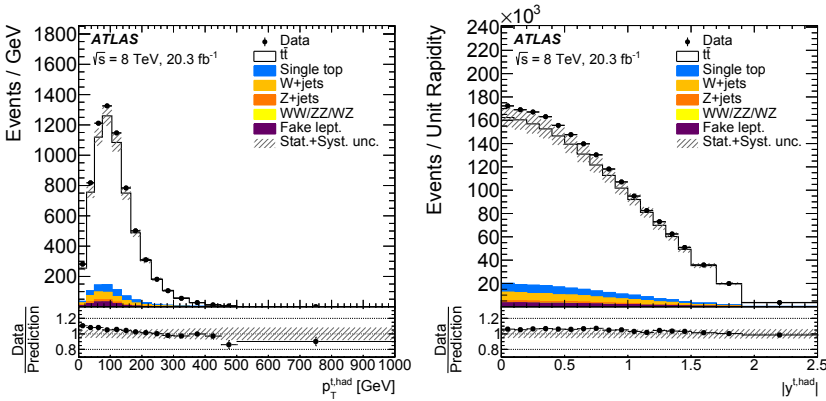 ATLAS
√s = 8 TeV, 20.3 fb⁻¹
Data
tt̄
Single top
W+jets
Z+jets
WW/ZZ/WZ
Fake lept.
Stat.+Syst. unc.
Events / GeV
1800
1600
1400
1200
1000
800
600
400
200
Data
Prediction
1.2
1
0.8
0 100 200 300 400 500 600 700 800 900 1000
p_T^{t,had} [GeV]
×10³
ATLAS
√s = 8 TeV, 20.3 fb⁻¹
Data
tt̄
Single top
W+jets
Z+jets
WW/ZZ/WZ
Fake lept.
Stat.+Syst. unc.
Events / Unit Rapidity
240
220
200
180
160
140
120
100
80
60
40
20
Data
Prediction
1.2
1
0.8
0 0.5 1 1.5 2 2.5
|y^{t,had}|